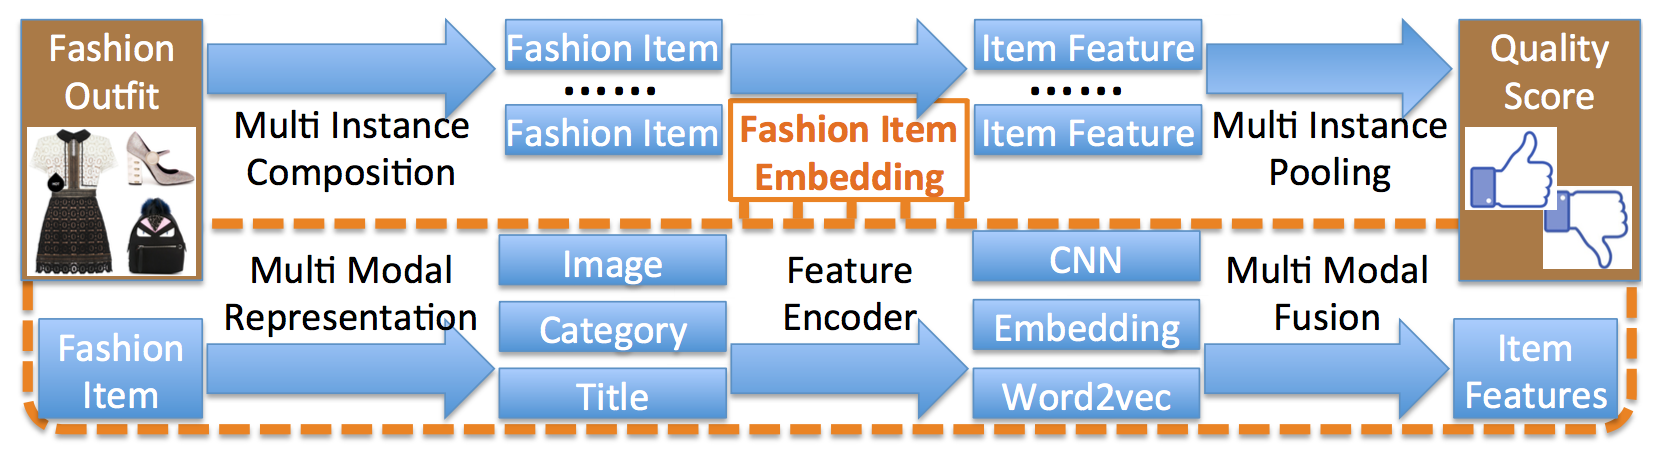 Fashion
Outfit
Multi Instance
Composition
Fashion Item
......
Fashion Item
Fashion Item
Embedding
Item Feature
......
Item Feature
Multi Instance
Pooling
Quality
Score
Fashion
Item
Multi Modal
Representation
Image
Category
Title
Feature
Encoder
CNN
Embedding
Word2vec
Multi Modal
Fusion
Item
Features